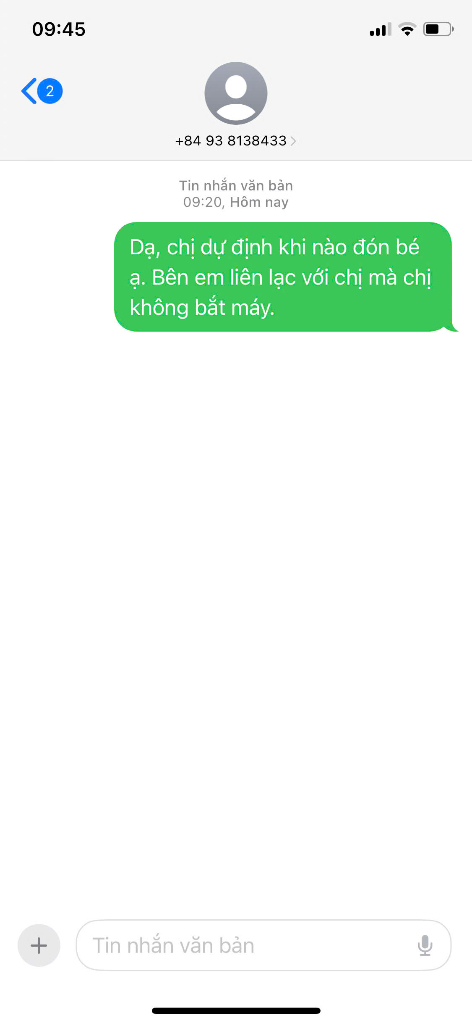 09:45
2
+84 93 8138433
Tin nhắn văn bản
09:20, Hôm nay
Dạ, chị dự định khi nào đón bé
ạ. Bên em liên lạc với chị mà chị
không bắt máy.
Tin nhắn văn bản